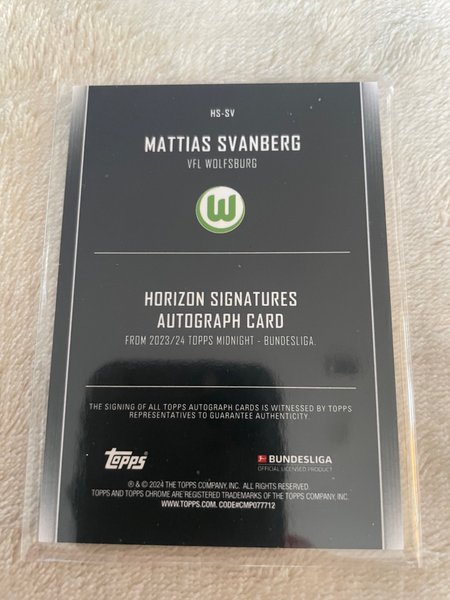 HS-SV
MATTIAS SVANBERG
VFL WOLFSBURG
W
HORIZON SIGNATURES
AUTOGRAPH CARD
FROM 2023/24 TOPPS MIDNIGHT - BUNDESLIGA.
THE SIGNING OF ALL TOPPS AUTOGRAPH CARDS IS WITNESSED BY TOPPS
REPRESENTATIVES TO GUARANTEE AUTHENTICITY.
topps
BUNDESLIGA
OFFICIAL LICENSED PRODUCT
® & © 2024 THE TOPPS COMPANY, INC. ALL RIGHTS RESERVED.
TOPPS AND TOPPS CHROME ARE REGISTERED TRADEMARKS OF THE TOPPS COMPANY, INC.
WWW.TOPPS.COM. CODE#CMP077712